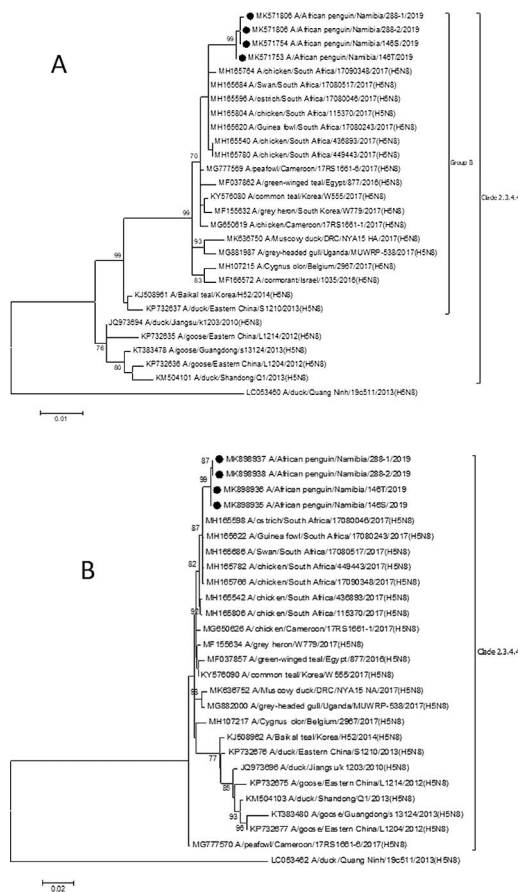 A
99
MK571806 A/African penguin/Namibia/288-1/2019
MK571806 A/African penguin/Namibia/288-2/2019
MK571754 A/African penguin/Namibia/146S/2019
MK571753 A/African penguin/Namibia/146T/2019
MH165764 A/chicken/South Africa/17090348/2017(H5N8)
MH165684 A/Swan/South Africa/17080517/2017(H5N8)
MH165596 A/ostrich/South Africa/17080046/2017(H5N8)
MH165804 A/chicken/South Africa/115370/2017(H5N8)
MH165620 A/Guinea fowl/South Africa/17080243/2017(H5N8)
MH165540 A/chicken/South Africa/436893/2017(H5N8)
MH165780 A/chicken/South Africa/449443/2017(H5N8)
70
MG777569 A/peafowl/Cameroon/17RS1661-6/2017(H5N8)
MF037862 A/green-winged teal/Egypt/877/2016(H5N8)
KY576080 A/common teal/Korea/W555/2017(H5N8)
99
MF155632 A/grey heron/South Korea/W779/2017(H5N8)
MG650619 A/chicken/Cameroon/17RS1661-1/2017(H5N8)
93
MK636750 A/Muscovy duck/DRC/NYA15 HA/2017(H5N8)
MG881987 A/grey-headed gull/Uganda/MUWRP-538/2017(H5N8)
MH107215 A/Cygnus olor/Belgium/2967/2017(H5N8)
83
MF166572 A/cormorant/Israel/1035/2016(H5N8)
99
KJ508961 A/Baikal teal/Korea/H52/2014(H5N8)
KP732637 A/duck/Eastern China/S1210/2013(H5N8)
JQ973694 A/duck/Jiangsu/k1203/2010(H5N8)
76
KP732635 A/goose/Eastern China/L1214/2012(H5N8)
KT383478 A/goose/Guangdong/s13124/2013(H5N8)
80
KP732636 A/goose/Eastern China/L1204/2012(H5N8)
KM504101 A/duck/Shandong/Q1/2013(H5N8)
LC053460 A/duck/Quang Ninh/19c511/2013(H5N8)
Group B
Clade 2.3.4.4
0.01
B
87
MK898937 A/African penguin/Namibia/288-1/2019
MK898938 A/African penguin/Namibia/288-2/2019
99
MK898936 A/African penguin/Namibia/146T/2019
MK898935 A/African penguin/Namibia/146S/2019
87
MH165598 A/ostrich/South Africa/17080046/2017(H5N8)
MH165622 A/Guinea fowl/South Africa/17080243/2017(H5N8)
MH165686 A/Swan/South Africa/17080517/2017(H5N8)
82
MH165782 A/chicken/South Africa/449443/2017(H5N8)
MH165766 A/chicken/South Africa/17090348/2017(H5N8)
MH165542 A/chicken/South Africa/436893/2017(H5N8)
MH165806 A/chicken/South Africa/115370/2017(H5N8)
MG650626 A/chicken/Cameroon/17RS1661-1/2017(H5N8)
MF155634 A/grey heron/W779/2017(H5N8)
MF037857 A/green-winged teal/Egypt/877/2016(H5N8)
KY576090 A/common teal/Korea/W555/2017(H5N8)
MK636752 A/Muscovy duck/DRC/NYA15 NA/2017(H5N8)
MG882000 A/grey-headed gull/Uganda/MUWRP-538/2017(H5N8)
MH107217 A/Cygnus olor/Belgium/2967/2017(H5N8)
KJ508962 A/Baikal teal/Korea/H52/2014(H5N8)
77
KP732676 A/duck/Eastern China/S1210/2013(H5N8)
JQ973696 A/duck/Jiangsu/k1203/2010(H5N8)
85
KP732675 A/goose/Eastern China/L1214/2012(H5N8)
KM504103 A/duck/Shandong/Q1/2013(H5N8)
93
KT383480 A/goose/Guangdong/s13124/2013(H5N8)
96
KP732677 A/goose/Eastern China/L1204/2012(H5N8)
MG777570 A/peafowl/Cameroon/17RS1661-6/2017(H5N8)
LC053462 A/duck/Quang Ninh/19c511/2013(H5N8)
Clade 2.3.4.4
0.02